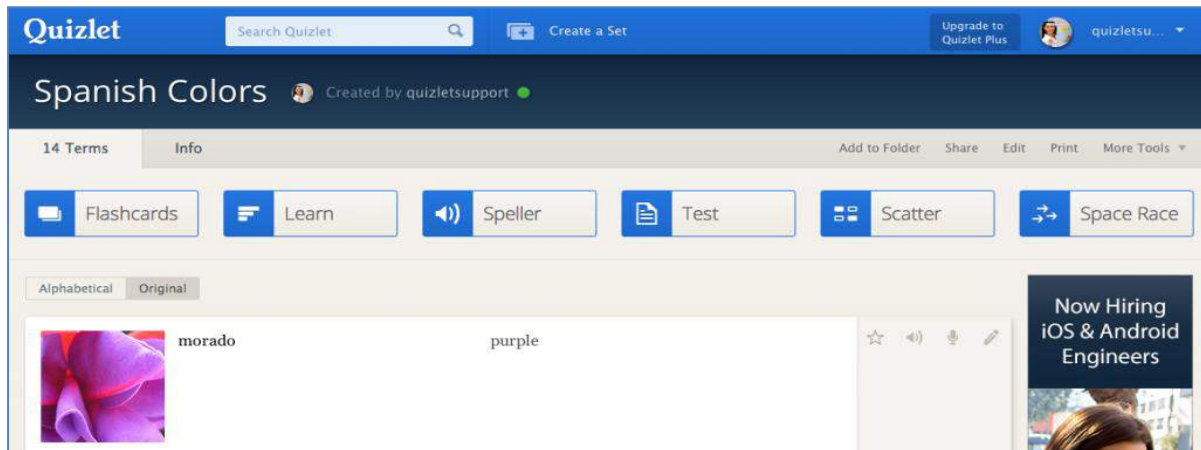 Quizlet
Search Quizlet
Create a Set
Upgrade to
Quizlet Plus
quizletsu...
Spanish Colors
Created by quizletsupport
14 Terms
Info
Add to Folder
Share
Edit
Print
More Tools
Flashcards
Learn
Speller
Test
Scatter
Space Race
Alphabetical
Original
morado
purple
Now Hiring
iOS & Android
Engineers